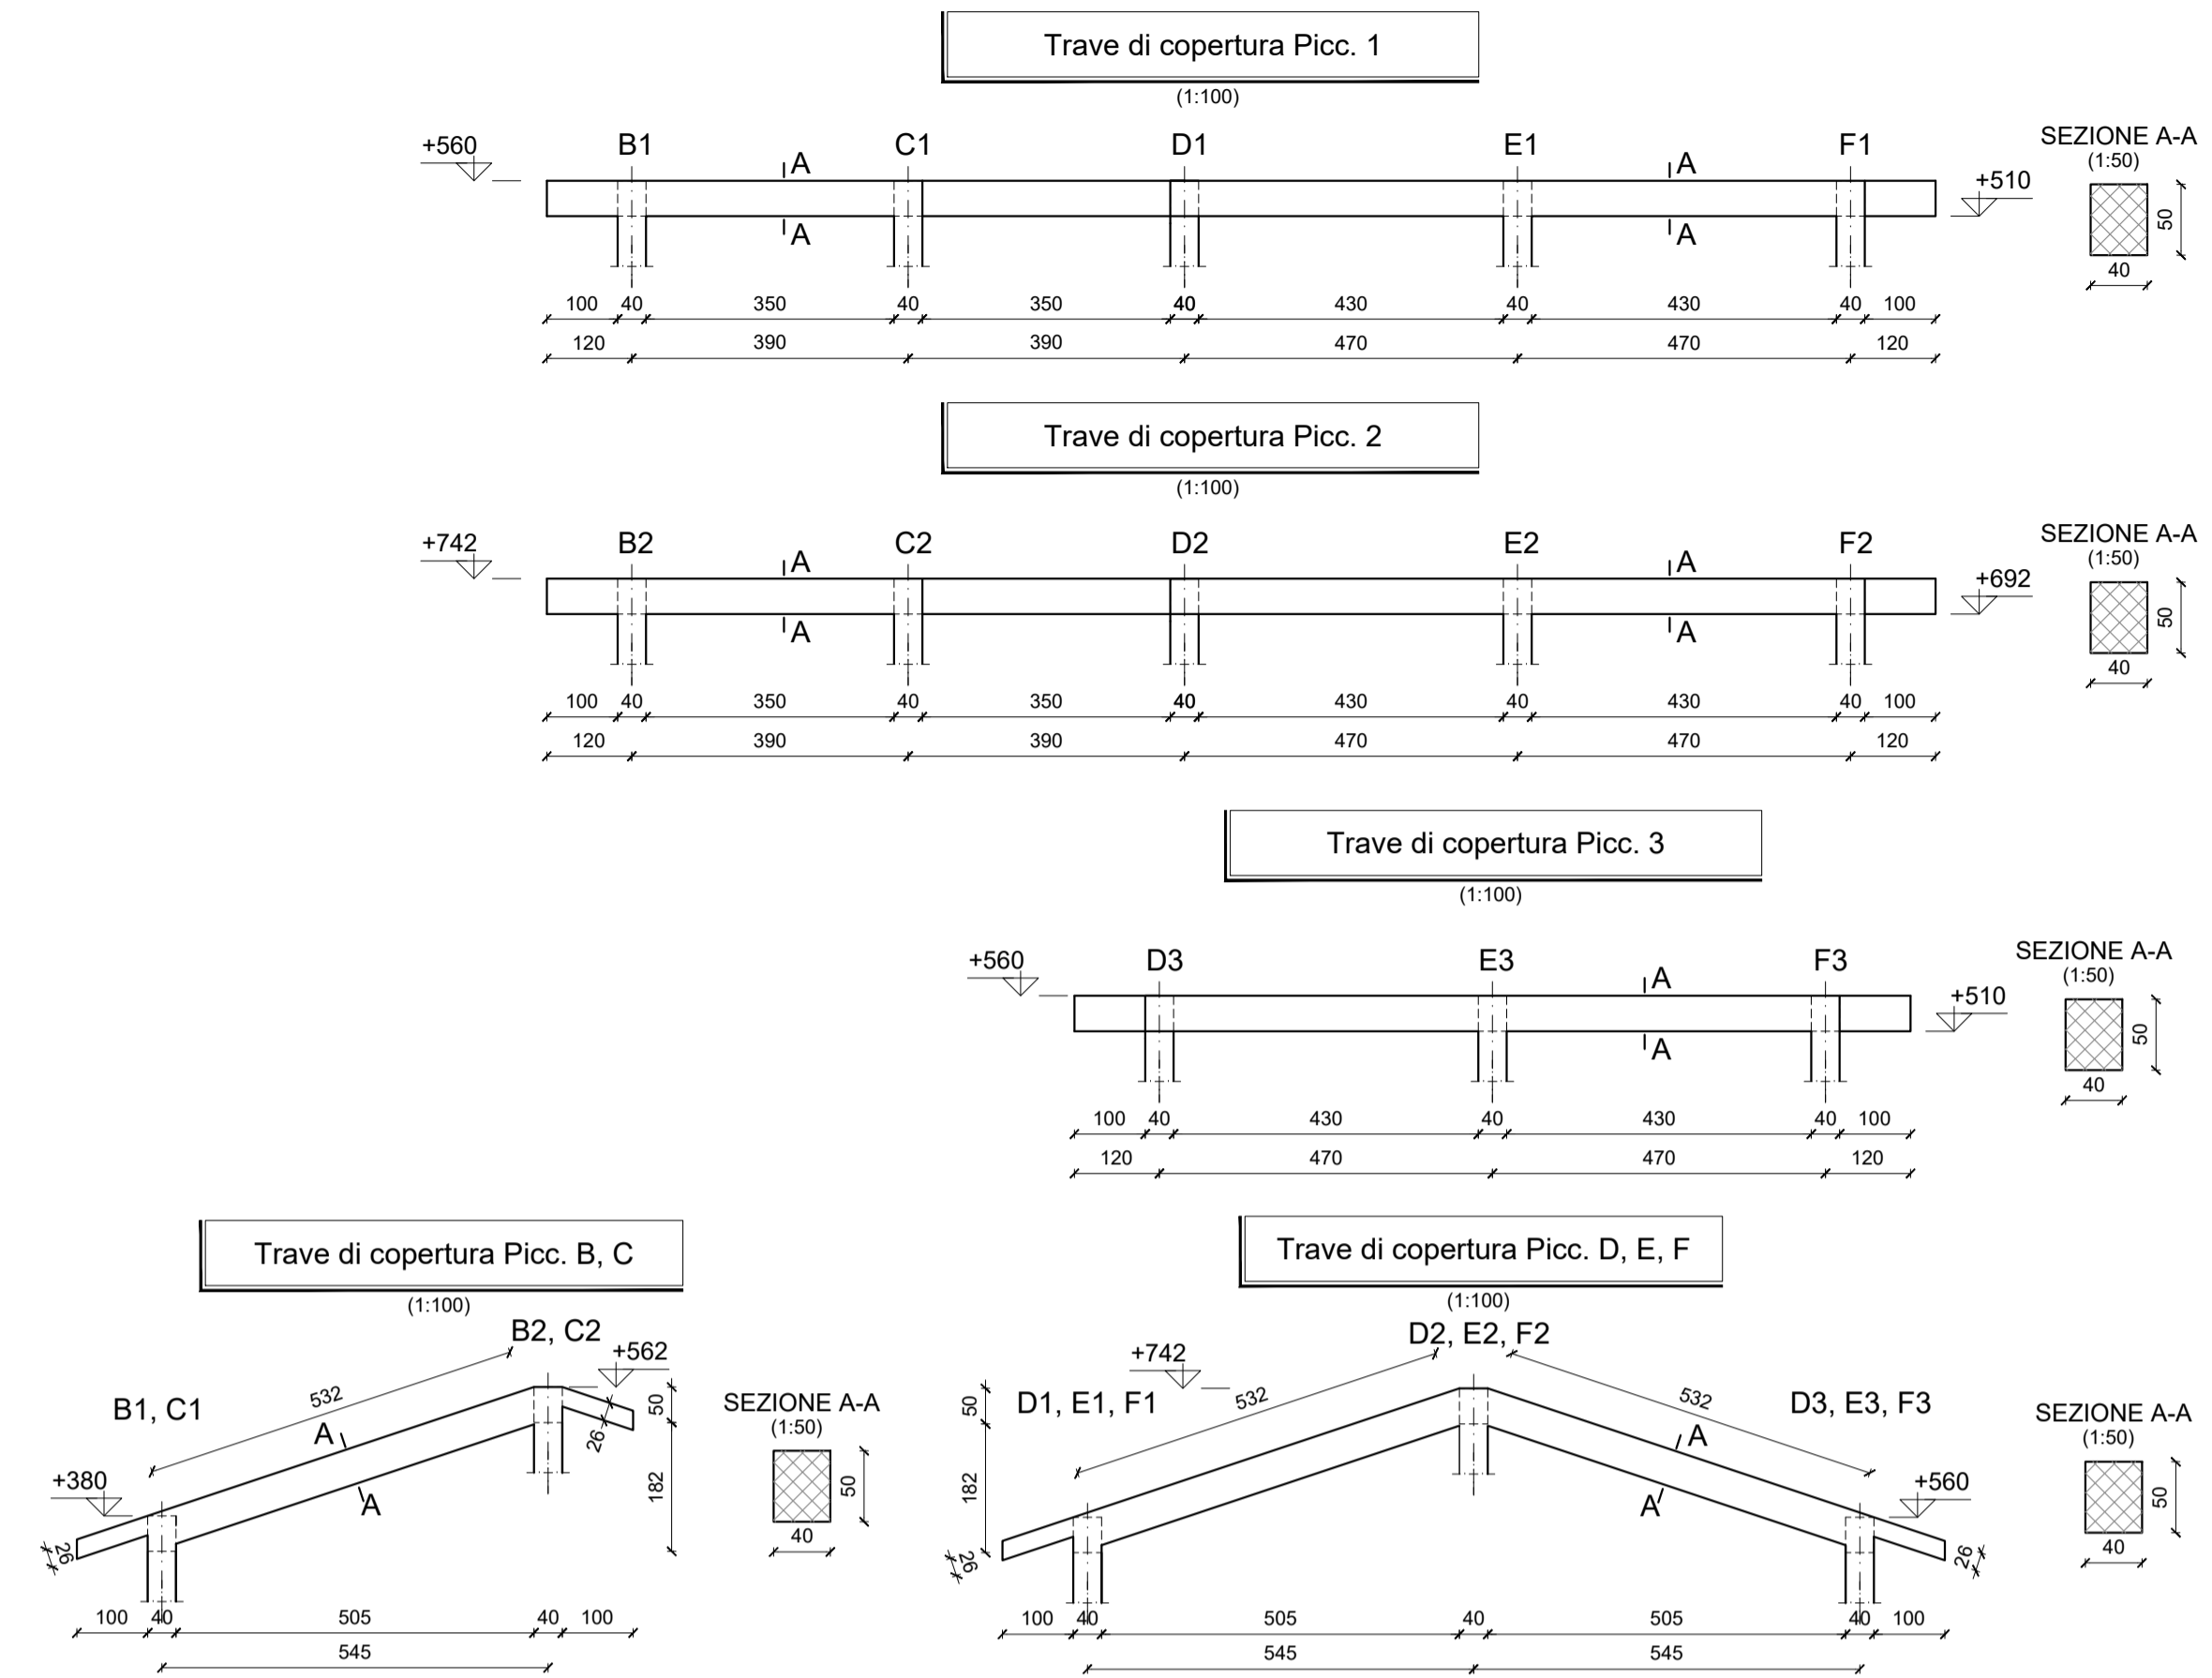 Trave di copertura Picc. 1
(1:100)
+560 B1 C1 D1 E1 F1 +510
A A
A A
100 40 350 40 350 40 430 40 430 40 100
120 390 390 470 470 120
SEZIONE A-A
(1:50)
50
40
Trave di copertura Picc. 2
(1:100)
+742 B2 C2 D2 E2 F2 +692
A A
A A
100 40 350 40 350 40 430 40 430 40 100
120 390 390 470 470 120
SEZIONE A-A
(1:50)
50
40
Trave di copertura Picc. 3
(1:100)
+560 D3 E3 F3 +510
A
A
100 40 430 40 430 40 100
120 470 470 120
SEZIONE A-A
(1:50)
50
40
Trave di copertura Picc. B, C
(1:100)
B2, C2
+562
532
B1, C1
A
A
+380
26
26
50
182
100 40 505 40 100
545
SEZIONE A-A
(1:50)
50
40
Trave di copertura Picc. D, E, F
(1:100)
D2, E2, F2
+742
50
182
D1, E1, F1
532
532
D3, E3, F3
A
A
+560
26
26
100 40 505 40 505 40 100
545 545
SEZIONE A-A
(1:50)
50
40